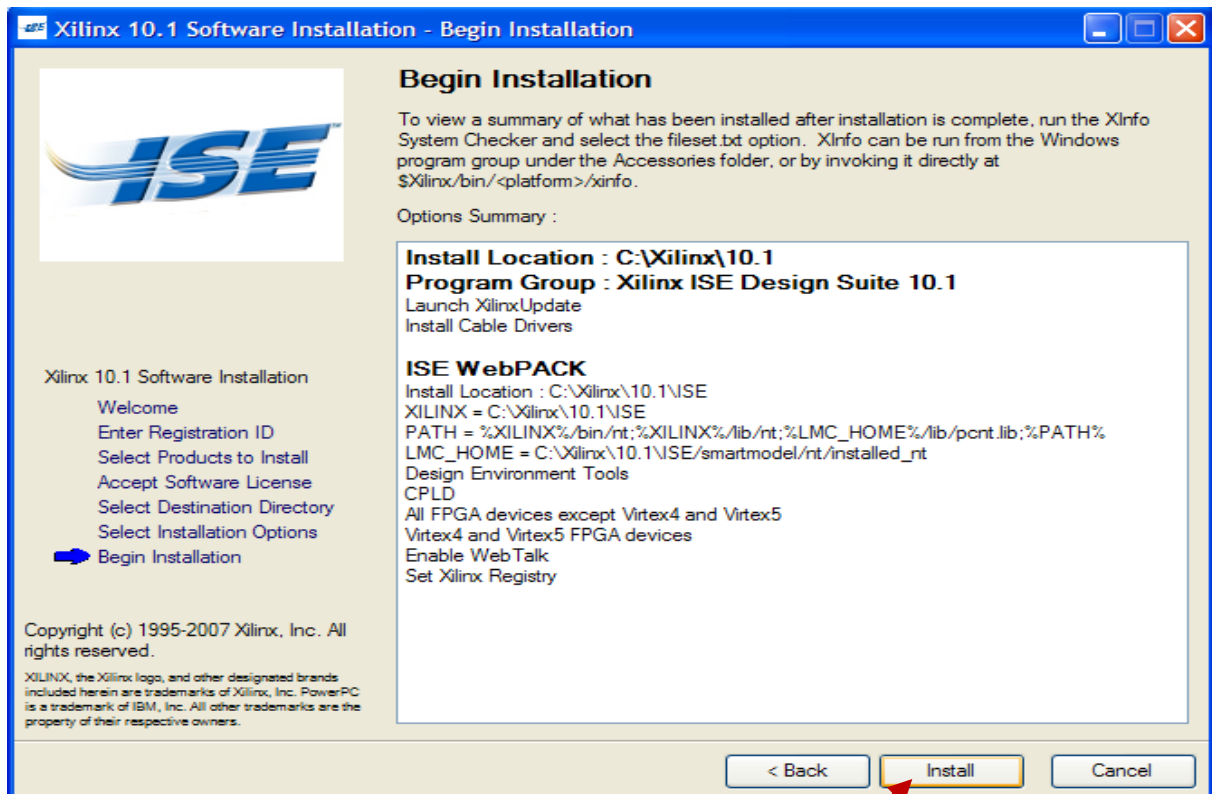 Xilinx 10.1 Software Installation - Begin Installation
ISE
Begin Installation
To view a summary of what has been installed after installation is complete, run the XInfo
System Checker and select the fileset.txt option. XInfo can be run from the Windows
program group under the Accessories folder, or by invoking it directly at
$Xilinx/bin/<platform>/xinfo.
Options Summary :
Install Location : C:\Xilinx\10.1
Program Group : Xilinx ISE Design Suite 10.1
Launch XilinxUpdate
Install Cable Drivers
ISE WebPACK
Install Location : C:\Xilinx\10.1\ISE
XILINX = C:\Xilinx\10.1\ISE
PATH = %XILINX%/bin/nt;%XILINX%/lib/nt;%LMC_HOME%/lib/pcnt.lib;%PATH%
LMC_HOME = C:\Xilinx\10.1\ISE/smartmodel/nt/installed_nt
Design Environment Tools
CPLD
All FPGA devices except Virtex4 and Virtex5
Virtex4 and Virtex5 FPGA devices
Enable WebTalk
Set Xilinx Registry
Xilinx 10.1 Software Installation
Welcome
Enter Registration ID
Select Products to Install
Accept Software License
Select Destination Directory
Select Installation Options
Begin Installation
Copyright (c) 1995-2007 Xilinx, Inc. All
rights reserved.
XILINX, the Xilinx logo, and other designated brands
included herein are trademarks of Xilinx, Inc. PowerPC
is a trademark of IBM, Inc. All other trademarks are the
property of their respective owners.
< Back
Install
Cancel